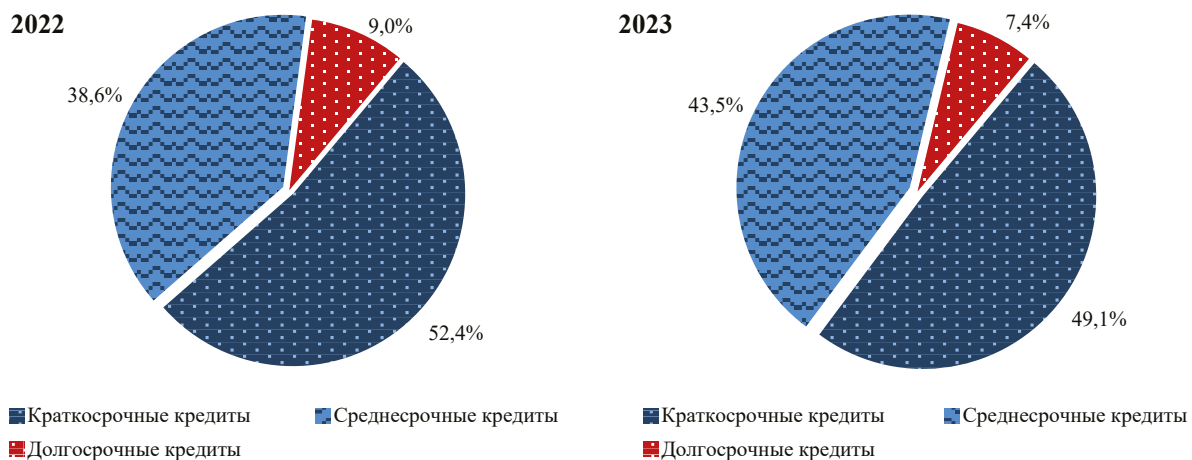 2022
9,0%
38,6%
52,4%
Краткосрочные кредиты
Среднесрочные кредиты
Долгосрочные кредиты
2023
7,4%
43,5%
49,1%
Краткосрочные кредиты
Среднесрочные кредиты
Долгосрочные кредиты